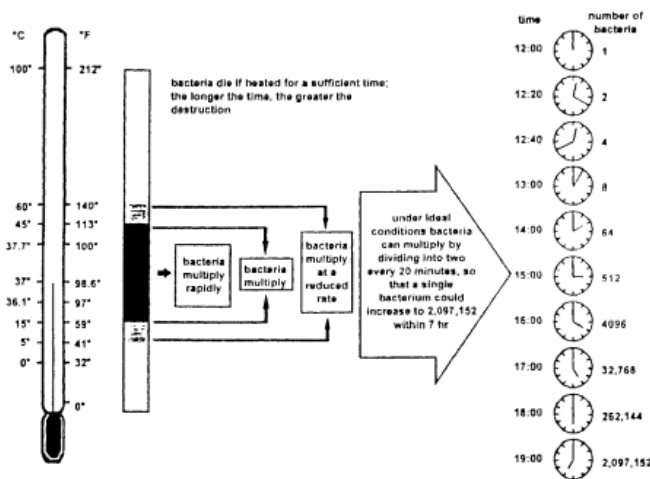 °C
°F
100°
212°
60°
140°
45°
113°
37.7°
100°
37°
98.6°
36.1°
97°
15°
59°
5°
41°
0°
32°
0°
bacteria die if heated for a sufficient time;
the longer the time, the greater the
destruction
bacteria
multiply
rapidly
bacteria
multiply
bacteria
multiply
at a
reduced
rate
under ideal
conditions bacteria
can multiply by
dividing into two
every 20 minutes, so
that a single
bacterium could
increase to 2,097,152
within 7 hr
time
number of
bacteria
12:00
1
12:20
2
12:40
4
13:00
8
14:00
64
15:00
512
16:00
4096
17:00
32,768
18:00
262,144
19:00
2,097,152